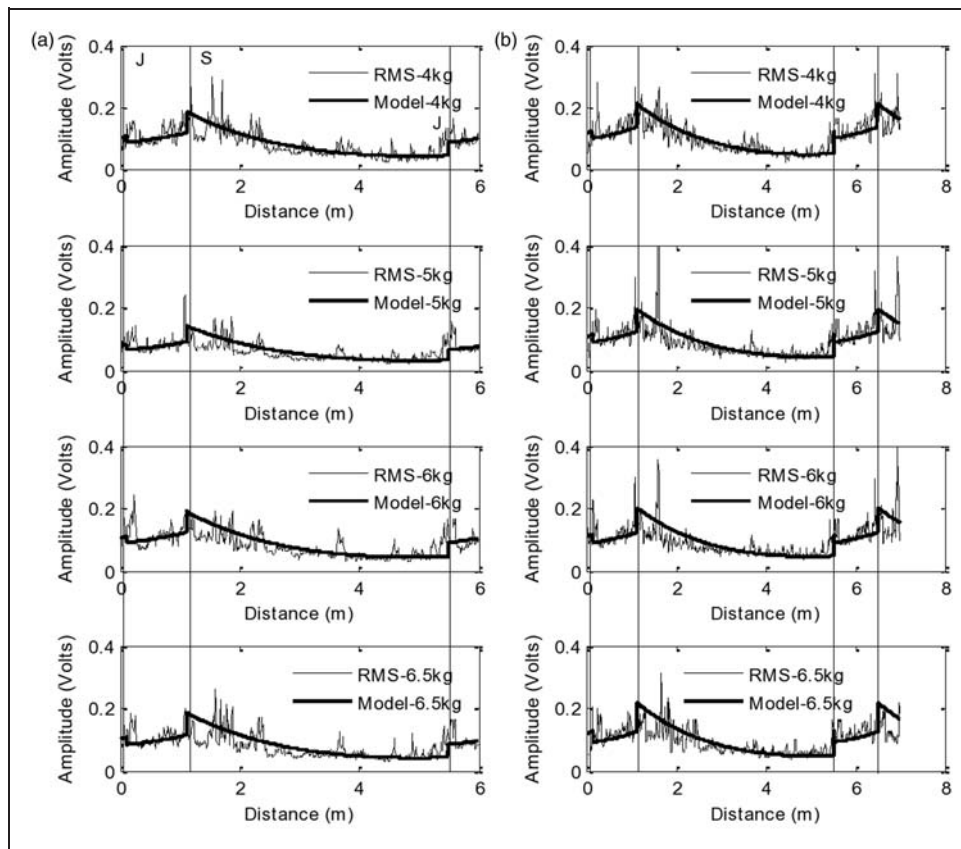 (a)
0.4
0.2
0
Amplitude (Volts)
J
S
J
RMS-4kg
Model-4kg
0 2 4 6
Distance (m)
(b)
0.4
0.2
0
Amplitude (Volts)
RMS-4kg
Model-4kg
0 2 4 6 8
Distance (m)
0.4
0.2
0
Amplitude (Volts)
RMS-5kg
Model-5kg
0 2 4 6
Distance (m)
0.4
0.2
0
Amplitude (Volts)
RMS-5kg
Model-5kg
0 2 4 6 8
Distance (m)
0.4
0.2
0
Amplitude (Volts)
RMS-6kg
Model-6kg
0 2 4 6
Distance (m)
0.4
0.2
0
Amplitude (Volts)
RMS-6kg
Model-6kg
0 2 4 6 8
Distance (m)
0.4
0.2
0
Amplitude (Volts)
RMS-6.5kg
Model-6.5kg
0 2 4 6
Distance (m)
0.4
0.2
0
Amplitude (Volts)
RMS-6.5kg
Model-6.5kg
0 2 4 6 8
Distance (m)